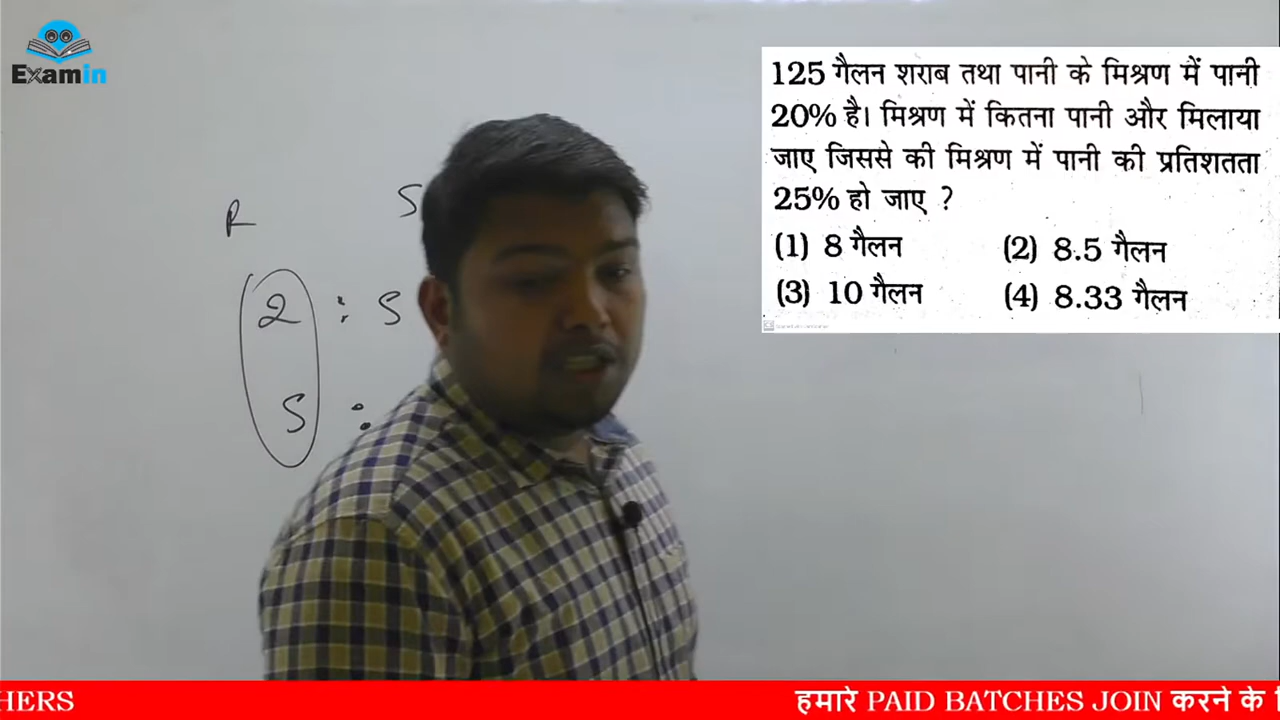 Examin
125 गैलन शराब तथा पानी के मिश्रण में पानी
20% है। मिश्रण में कितना पानी और मिलाया
जाए जिससे की मिश्रण में पानी की प्रतिशतता
25% हो जाए ?
(1) 8 गैलन (2) 8.5 गैलन
(3) 10 गैलन (4) 8.33 गैलन
R S
2 : 5
5 :
HERS हमारे PAID BATCHES JOIN करने के